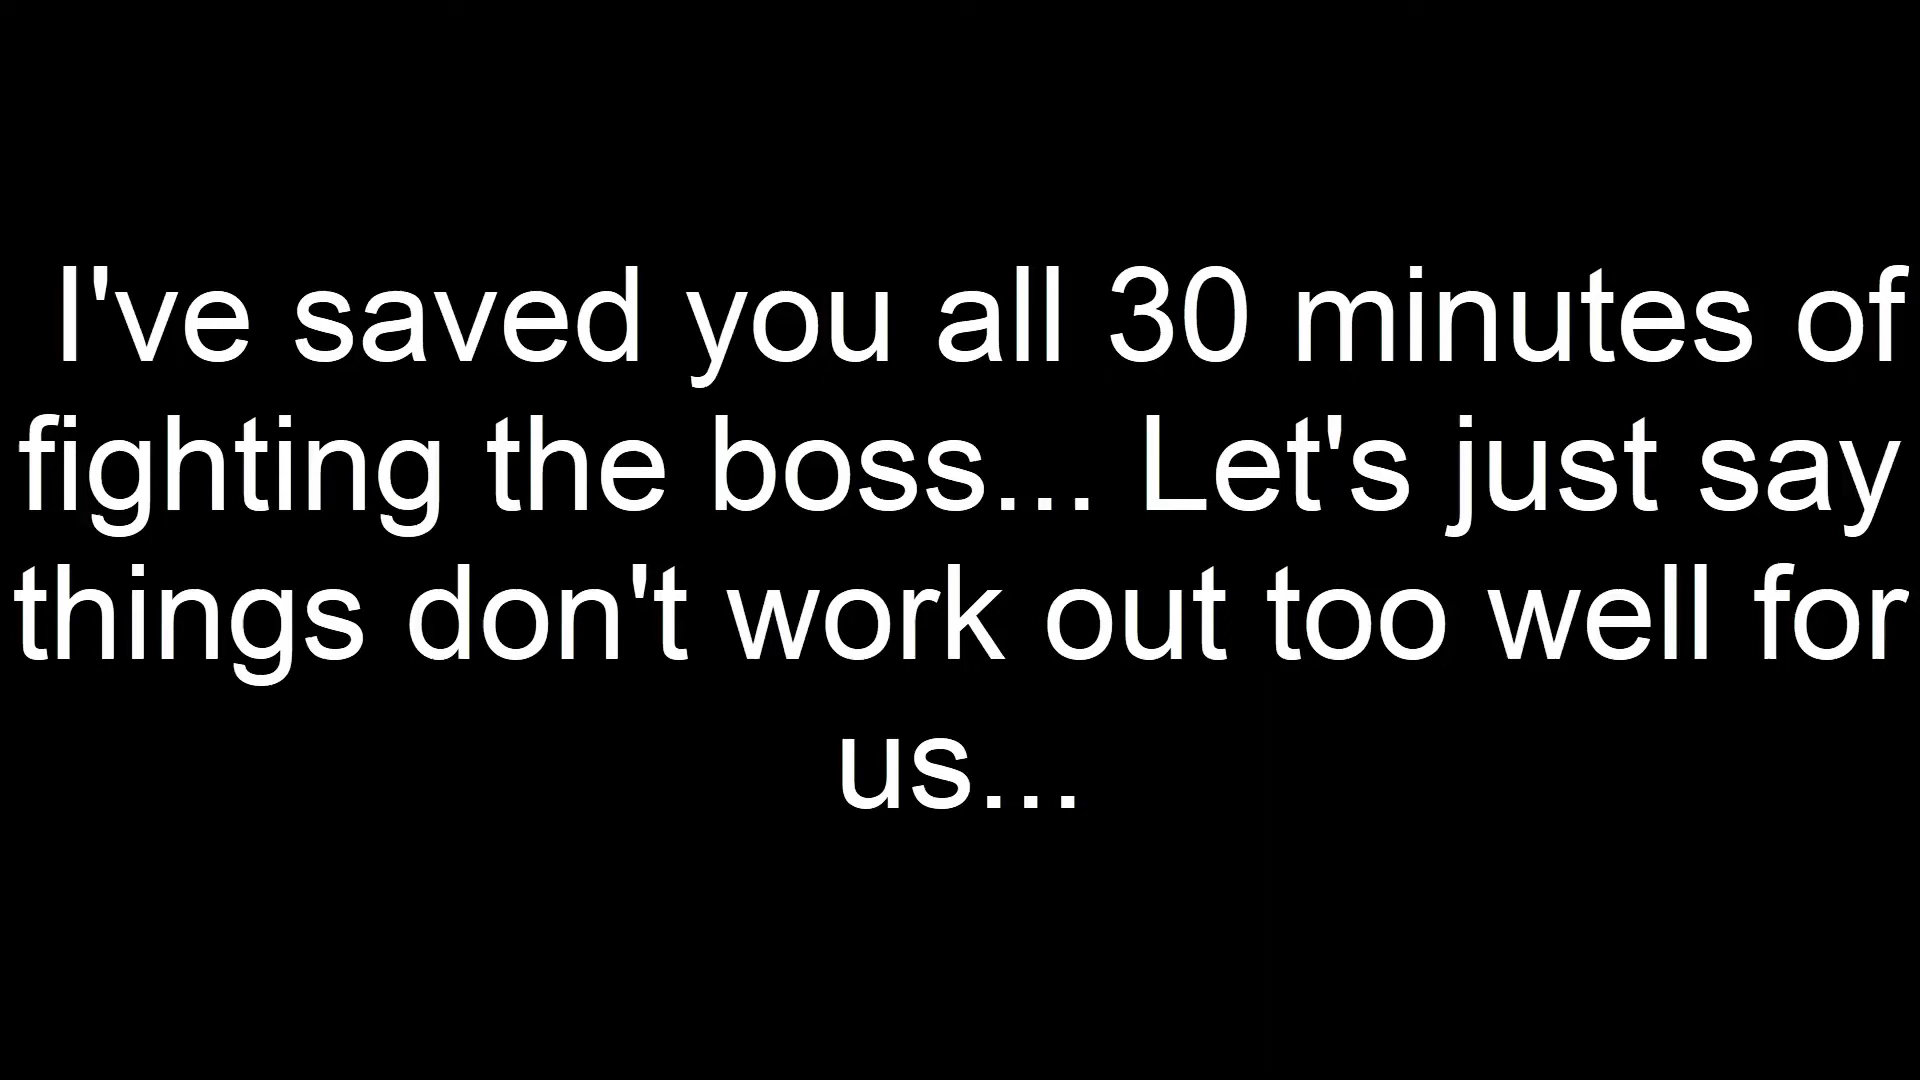 I've saved you all 30 minutes of
fighting the boss... Let's just say
things don't work out too well for
us...